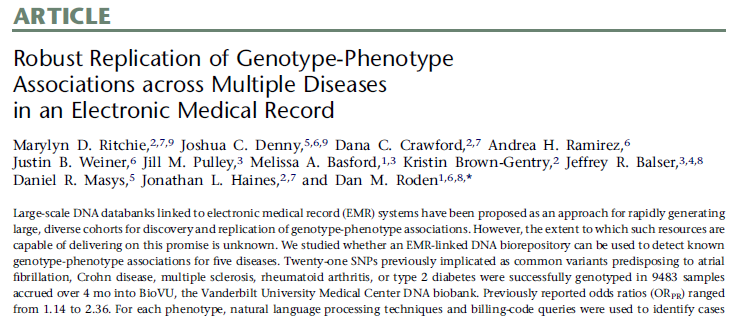 ARTICLE
Robust Replication of Genotype-Phenotype
Associations across Multiple Diseases
in an Electronic Medical Record
Marylyn D. Ritchie,2,7,9 Joshua C. Denny,5,6,9 Dana C. Crawford,2,7 Andrea H. Ramirez,6
Justin B. Weiner,6 Jill M. Pulley,3 Melissa A. Basford,1,3 Kristin Brown-Gentry,2 Jeffrey R. Balser,3,4,8
Daniel R. Masys,5 Jonathan L. Haines,2,7 and Dan M. Roden1,6,8,*
Large-scale DNA databanks linked to electronic medical record (EMR) systems have been proposed as an approach for rapidly generating
large, diverse cohorts for discovery and replication of genotype-phenotype associations. However, the extent to which such resources are
capable of delivering on this promise is unknown. We studied whether an EMR-linked DNA biorepository can be used to detect known
genotype-phenotype associations for five diseases. Twenty-one SNPs previously implicated as common variants predisposing to atrial
fibrillation, Crohn disease, multiple sclerosis, rheumatoid arthritis, or type 2 diabetes were successfully genotyped in 9483 samples
accrued over 4 mo into BioVU, the Vanderbilt University Medical Center DNA biobank. Previously reported odds ratios (ORPR) ranged
from 1.14 to 2.36. For each phenotype, natural language processing techniques and billing-code queries were used to identify cases